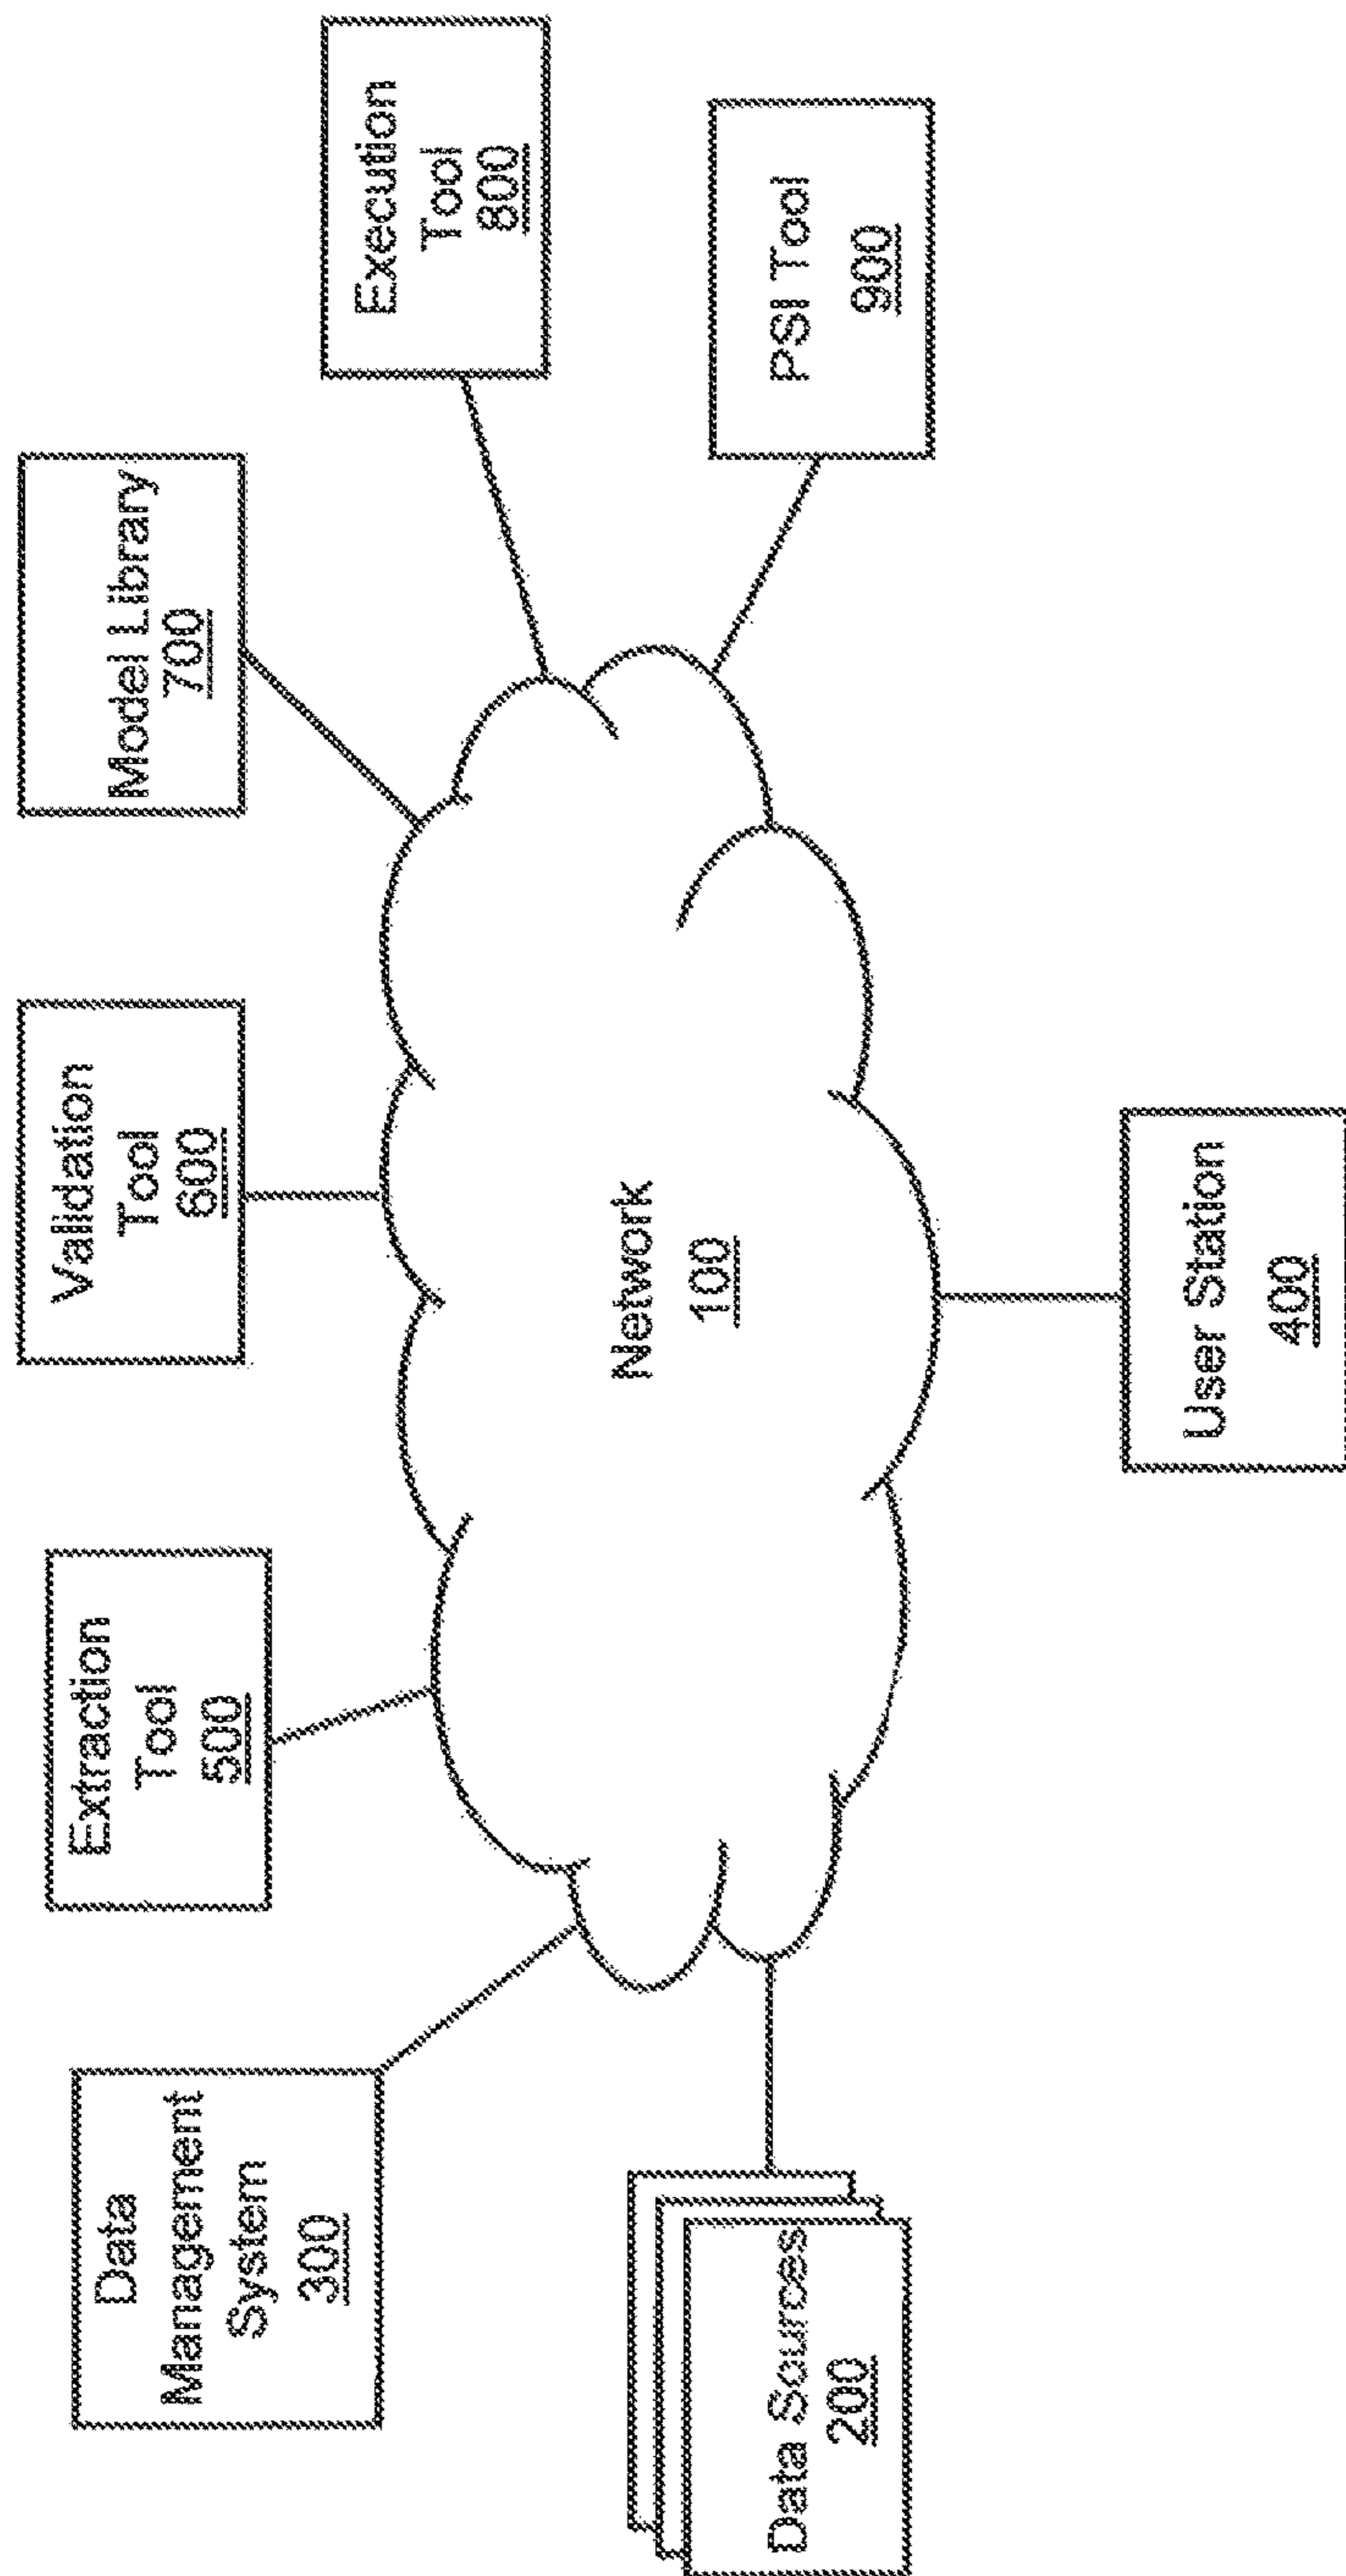 Data
Management
System
300
Extraction
Tool
500
Validation
Tool
600
Model Library
700
Execution
Tool
800
Data Sources
200
Network
100
PSI Tool
900
User Station
400